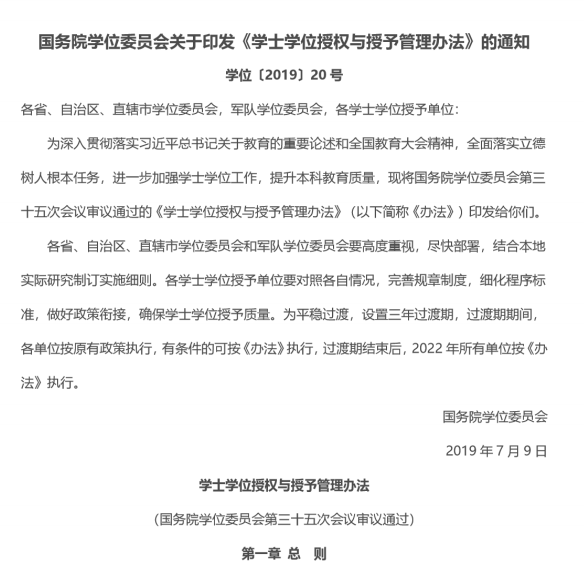 国务院学位委员会关于印发《学士学位授权与授予管理办法》的通知
学位〔2019〕20 号
各省、自治区、直辖市学位委员会，军队学位委员会，各学士学位授予单位：
为深入贯彻落实习近平总书记关于教育的重要论述和全国教育大会精神，全面落实立德
树人根本任务，进一步加强学士学位工作，提升本科教育质量，现将国务院学位委员会第三
十五次会议审议通过的《学士学位授权与授予管理办法》（以下简称《办法》）印发给你们。
各省、自治区、直辖市学位委员会和军队学位委员会要高度重视，尽快部署，结合本地
实际研究制订实施细则。各学士学位授予单位要对照各自情况，完善规章制度，细化程序标
准，做好政策衔接，确保学士学位授予质量。为平稳过渡，设置三年过渡期，过渡期期间，
各单位按原有政策执行，有条件的可按《办法》执行，过渡期结束后，2022 年所有单位按《办
法》执行。
国务院学位委员会
2019 年 7 月 9 日
学士学位授权与授予管理办法
（国务院学位委员会第三十五次会议审议通过）
第一章 总 则